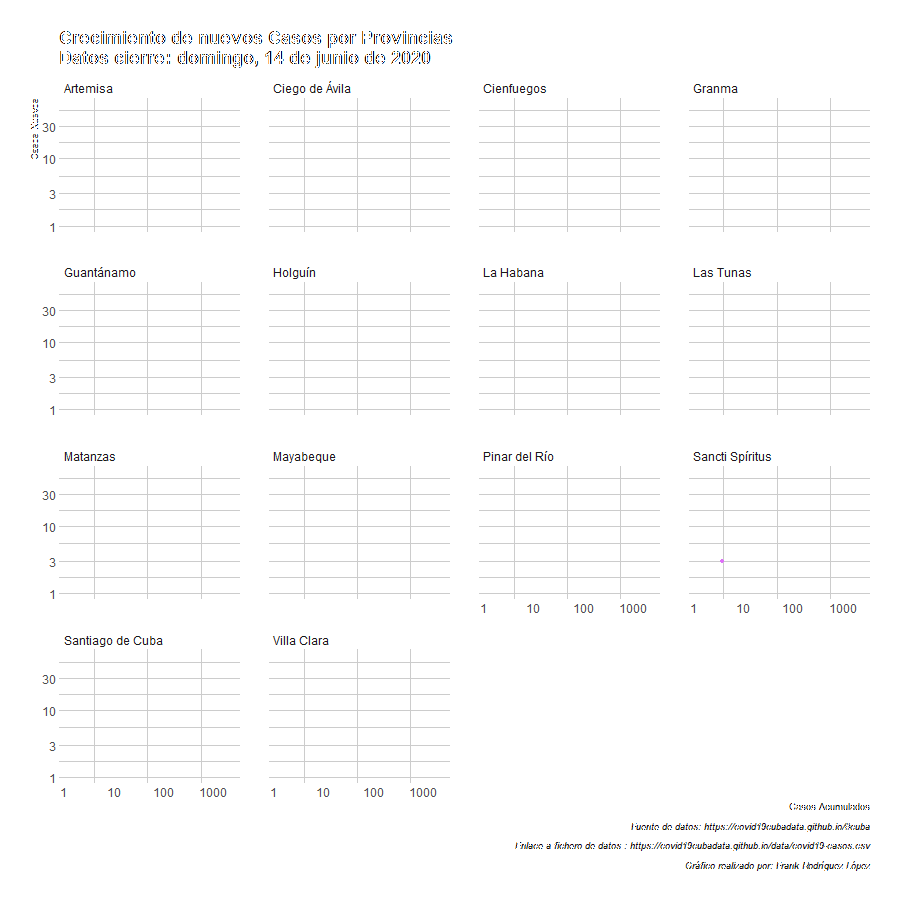 Crecimiento de nuevos Casos por Provincias
Datos cierre: domingo, 14 de junio de 2020
Artemisa Ciego de Ávila Cienfuegos Granma
Casos Nuevos
30
10
3
1
Guantánamo Holguín La Habana Las Tunas
30
10
3
1
Matanzas Mayabeque Pinar del Río Sancti Spíritus
30
10
3
1
1 10 100 1000 1 10 100 1000
Santiago de Cuba Villa Clara
30
10
3
1
1 10 100 1000 1 10 100 1000
Casos Acumulados
Fuente de datos: https://covid19cubadata.github.io/#cuba
Enlace a fichero de datos : https://covid19cubadata.github.io/data/covid19-casos.csv
Gráfico realizado por: Frank Rodríguez López